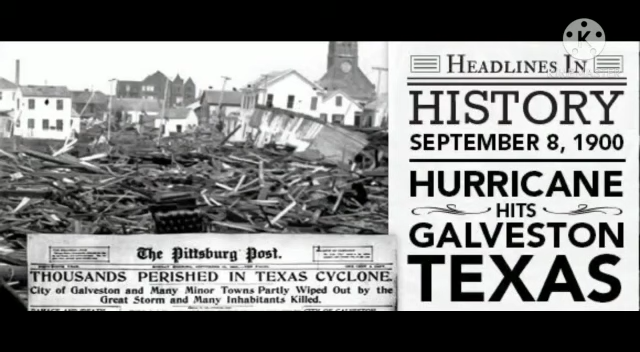 HEADLINES IN
HISTORY
SEPTEMBER 8, 1900
HURRICANE
HITS
GALVESTON
TEXAS
The Pittsburg Post.
THOUSANDS PERISHED IN TEXAS CYCLONE.
City of Galveston and Many Minor Towns Partly Wiped Out by the
Great Storm and Many Inhabitants Killed.